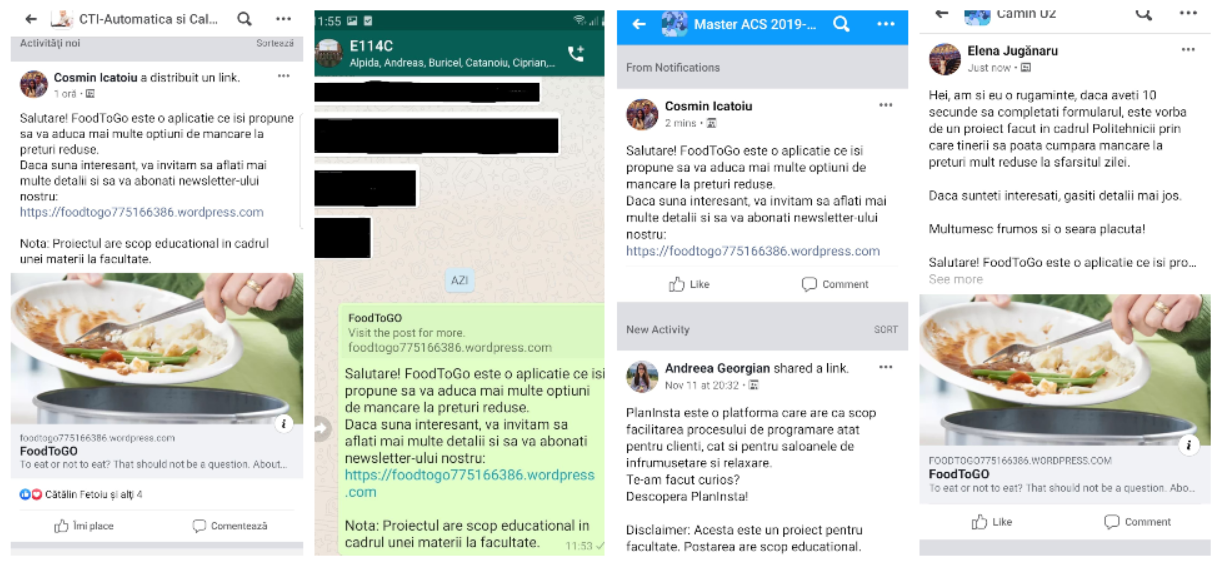 CTI-Automatica si Cal...
Activități noi
Sortează
Cosmin Icatoiu a distribuit un link.
1 oră
Salutare! FoodToGo este o aplicatie ce isi propune
sa va aduca mai multe optiuni de mancare la
preturi reduse.
Daca suna interesant, va invitam sa aflati mai
multe detalii si sa va abonati newsletter-ului
nostru:
https://foodtogo775166386.wordpress.com
Nota: Proiectul are scop educational in cadrul
unei materii la facultate.
foodtogo775166386.wordpress.com
FoodToGO
To eat or not to eat? That should not be a question. About...
Cătălin Fetoiu și alți 4
Îmi place
Comentează
11:55
E114C
Alpida, Andreas, Buricel, Catanoiu, Ciprian,...
AZI
FoodToGO
Visit the post for more.
foodtogo775166386.wordpress.com
Salutare! FoodToGo este o aplicatie ce isi
propune sa va aduca mai multe optiuni
de mancare la preturi reduse.
Daca suna interesant, va invitam sa
aflati mai multe detalii si sa va abonati
newsletter-ului nostru:
https://foodtogo775166386.wordpress
.com
Nota: Proiectul are scop educational in
cadrul unei materii la facultate.
11:53
Master ACS 2019-...
From Notifications
Cosmin Icatoiu
2 mins
Salutare! FoodToGo este o aplicatie ce isi
propune sa va aduca mai multe optiuni de
mancare la preturi reduse.
Daca suna interesant, va invitam sa aflati mai
multe detalii si sa va abonati newsletter-ului
nostru:
https://foodtogo775166386.wordpress.com
Like
Comment
New Activity
SORT
Andreea Georgian shared a link.
Nov 11 at 20:32
PlanInsta este o platforma care are ca scop
facilitarea procesului de programare atat
pentru clienti, cat si pentru saloanele de
infrumusetare si relaxare.
Te-am facut curios?
Descopera PlanInsta!
Disclaimer: Acesta este un proiect pentru
facultate. Postarea are scop educational.
Camin 02
Elena Jugănaru
Just now
Hei, am si eu o rugaminte, daca aveti 10
secunde sa completati formularul, este vorba
de un proiect facut in cadrul Politehnicii prin
care tinerii sa poata cumpara mancare la
preturi mult reduse la sfarsitul zilei.
Daca sunteti interesati, gasiti detalii mai jos.
Multumesc frumos si o seara placuta!
Salutare! FoodToGo este o aplicatie ce isi pro...
See more
FOODTOGO775166386.WORDPRESS.COM
FoodToGO
To eat or not to eat? That should not be a question. Abo...
Like
Comment